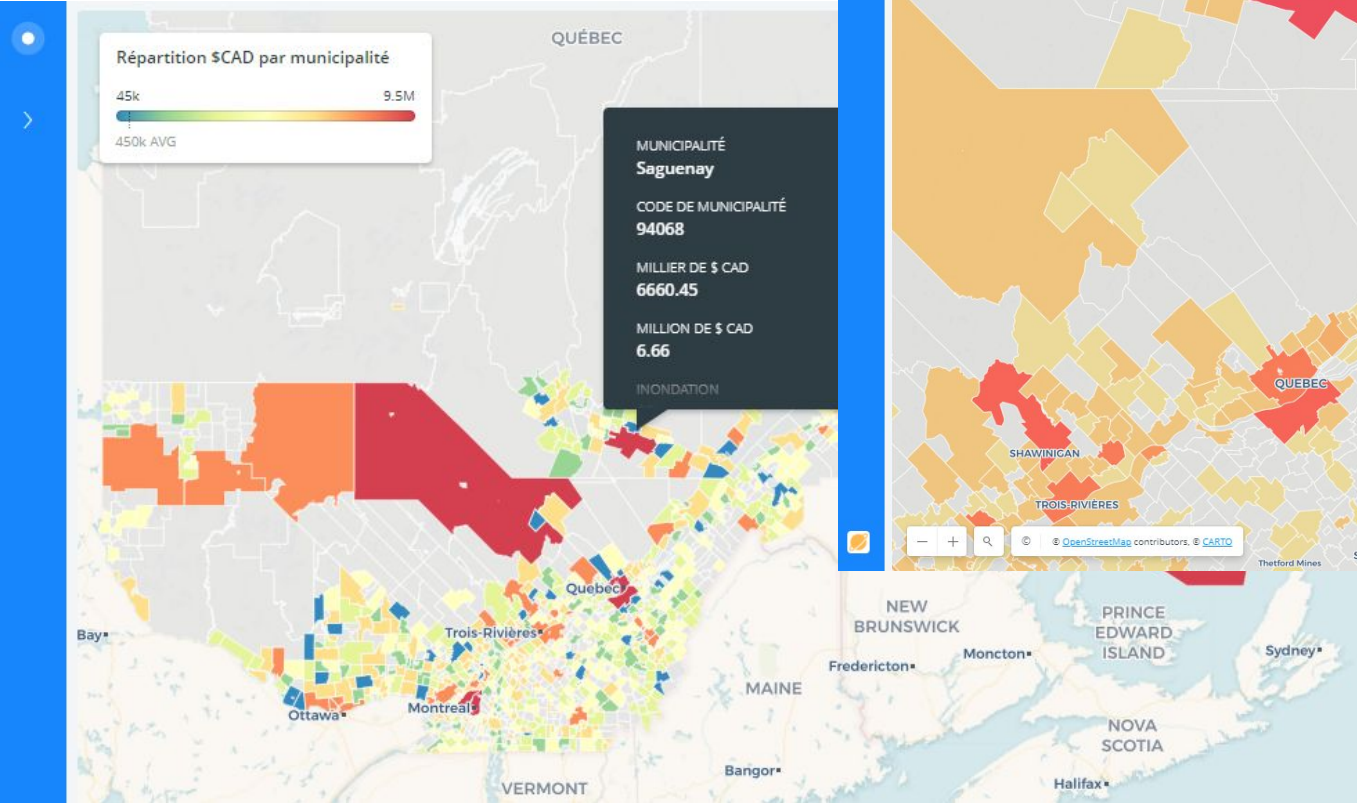 QUÉBEC
Répartition $CAD par municipalité
45k 9.5M
450k AVG
MUNICIPALITÉ
Saguenay
CODE DE MUNICIPALITÉ
94068
MILLIER DE $ CAD
6660.45
MILLION DE $ CAD
6.66
INONDATION
Quebec
Trois-Rivières
Bay
Ottawa
Montreal
MAINE
Bangor
VERMONT
QUEBEC
SHAWINIGAN
TROIS-RIVIÈRES
© © OpenStreetMap contributors, © CARTO
Thetford Mines
NEW
BRUNSWICK
PRINCE
EDWARD
ISLAND
Moncton
Sydney
Fredericton
NOVA
SCOTIA
Halifax